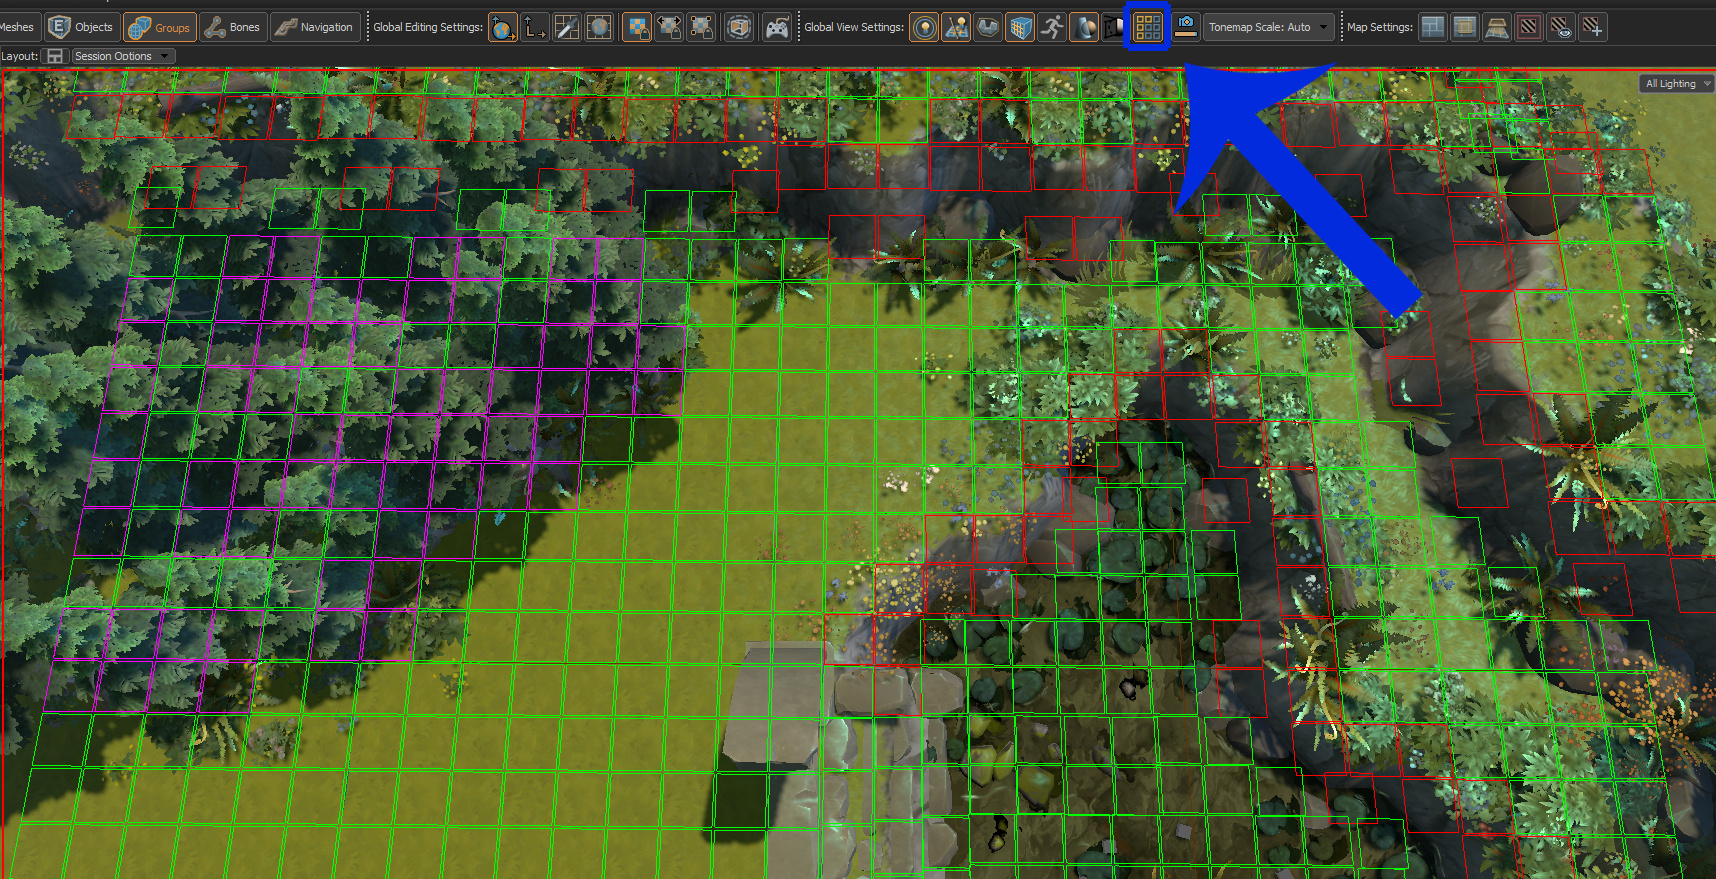 Meshes Objects Groups Bones Navigation Global Editing Settings: Global View Settings: Tonemap Scale: Auto Map Settings:
Layout: Session Options
All Lighting